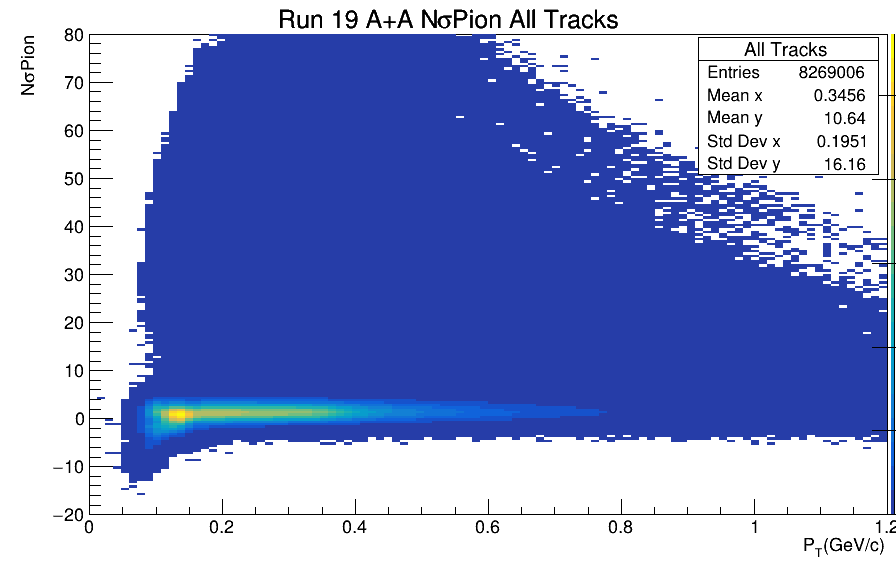 Run 19 A+A NσPion All Tracks
NσPion
80
70
60
50
40
30
20
10
0
−10
−20
0 0.2 0.4 0.6 0.8 1 1.2
P_T(GeV/c)
All Tracks
Entries 8269006
Mean x 0.3456
Mean y 10.64
Std Dev x 0.1951
Std Dev y 16.16